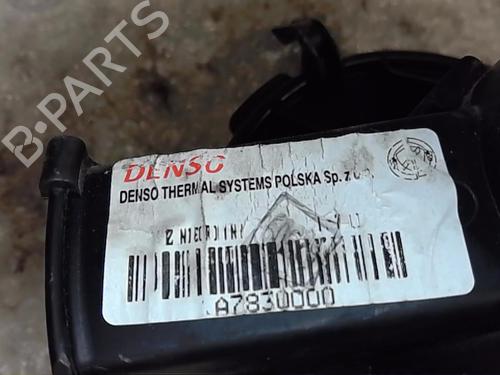 B-PARTS
DENSO
DENSO THERMAL SYSTEMS POLSKA Sp. z o.o.
A7830000